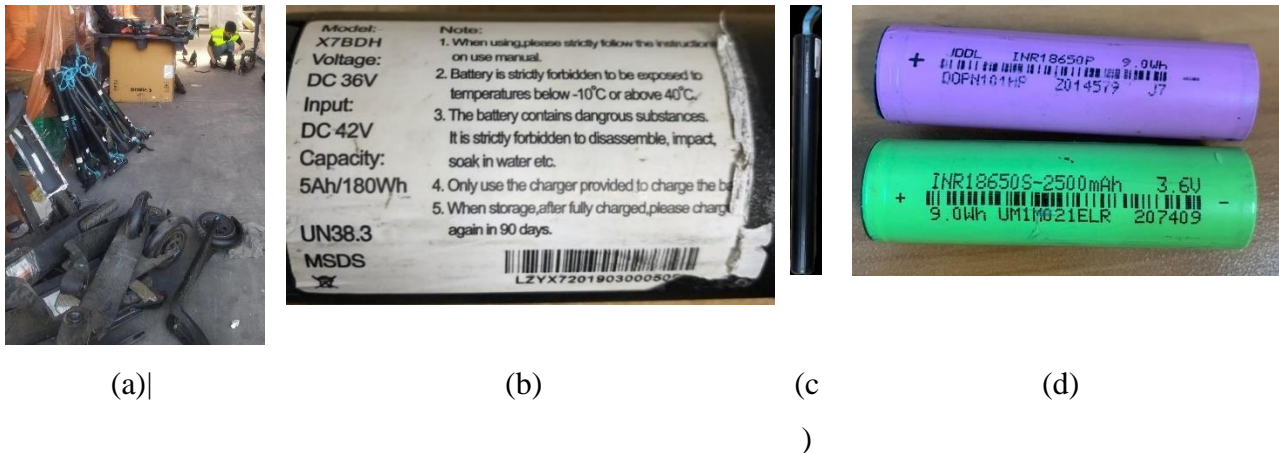 Model:
X7BDH
Voltage:
DC 36V
Input:
DC 42V
Capacity:
5Ah/180Wh
UN38.3
MSDS
Note:
1. When using,please strictly follow the instruction
on use manual.
2. Battery is strictly forbidden to be exposed to
temperatures below -10°C or above 40°C.
3. The battery contains dangrous substances.
It is strictly forbidden to disassemble, impact,
soak in water etc.
4. Only use the charger provided to charge the ba
5. When storage,after fully charged,please charg
again in 90 days.
+ INR18650P 9.0Wh -
2014579 J7
INR18650S-2500mAh 3.6V
+ -
9.0Wh 207409
(a)|
(b)
(c
)
(d)